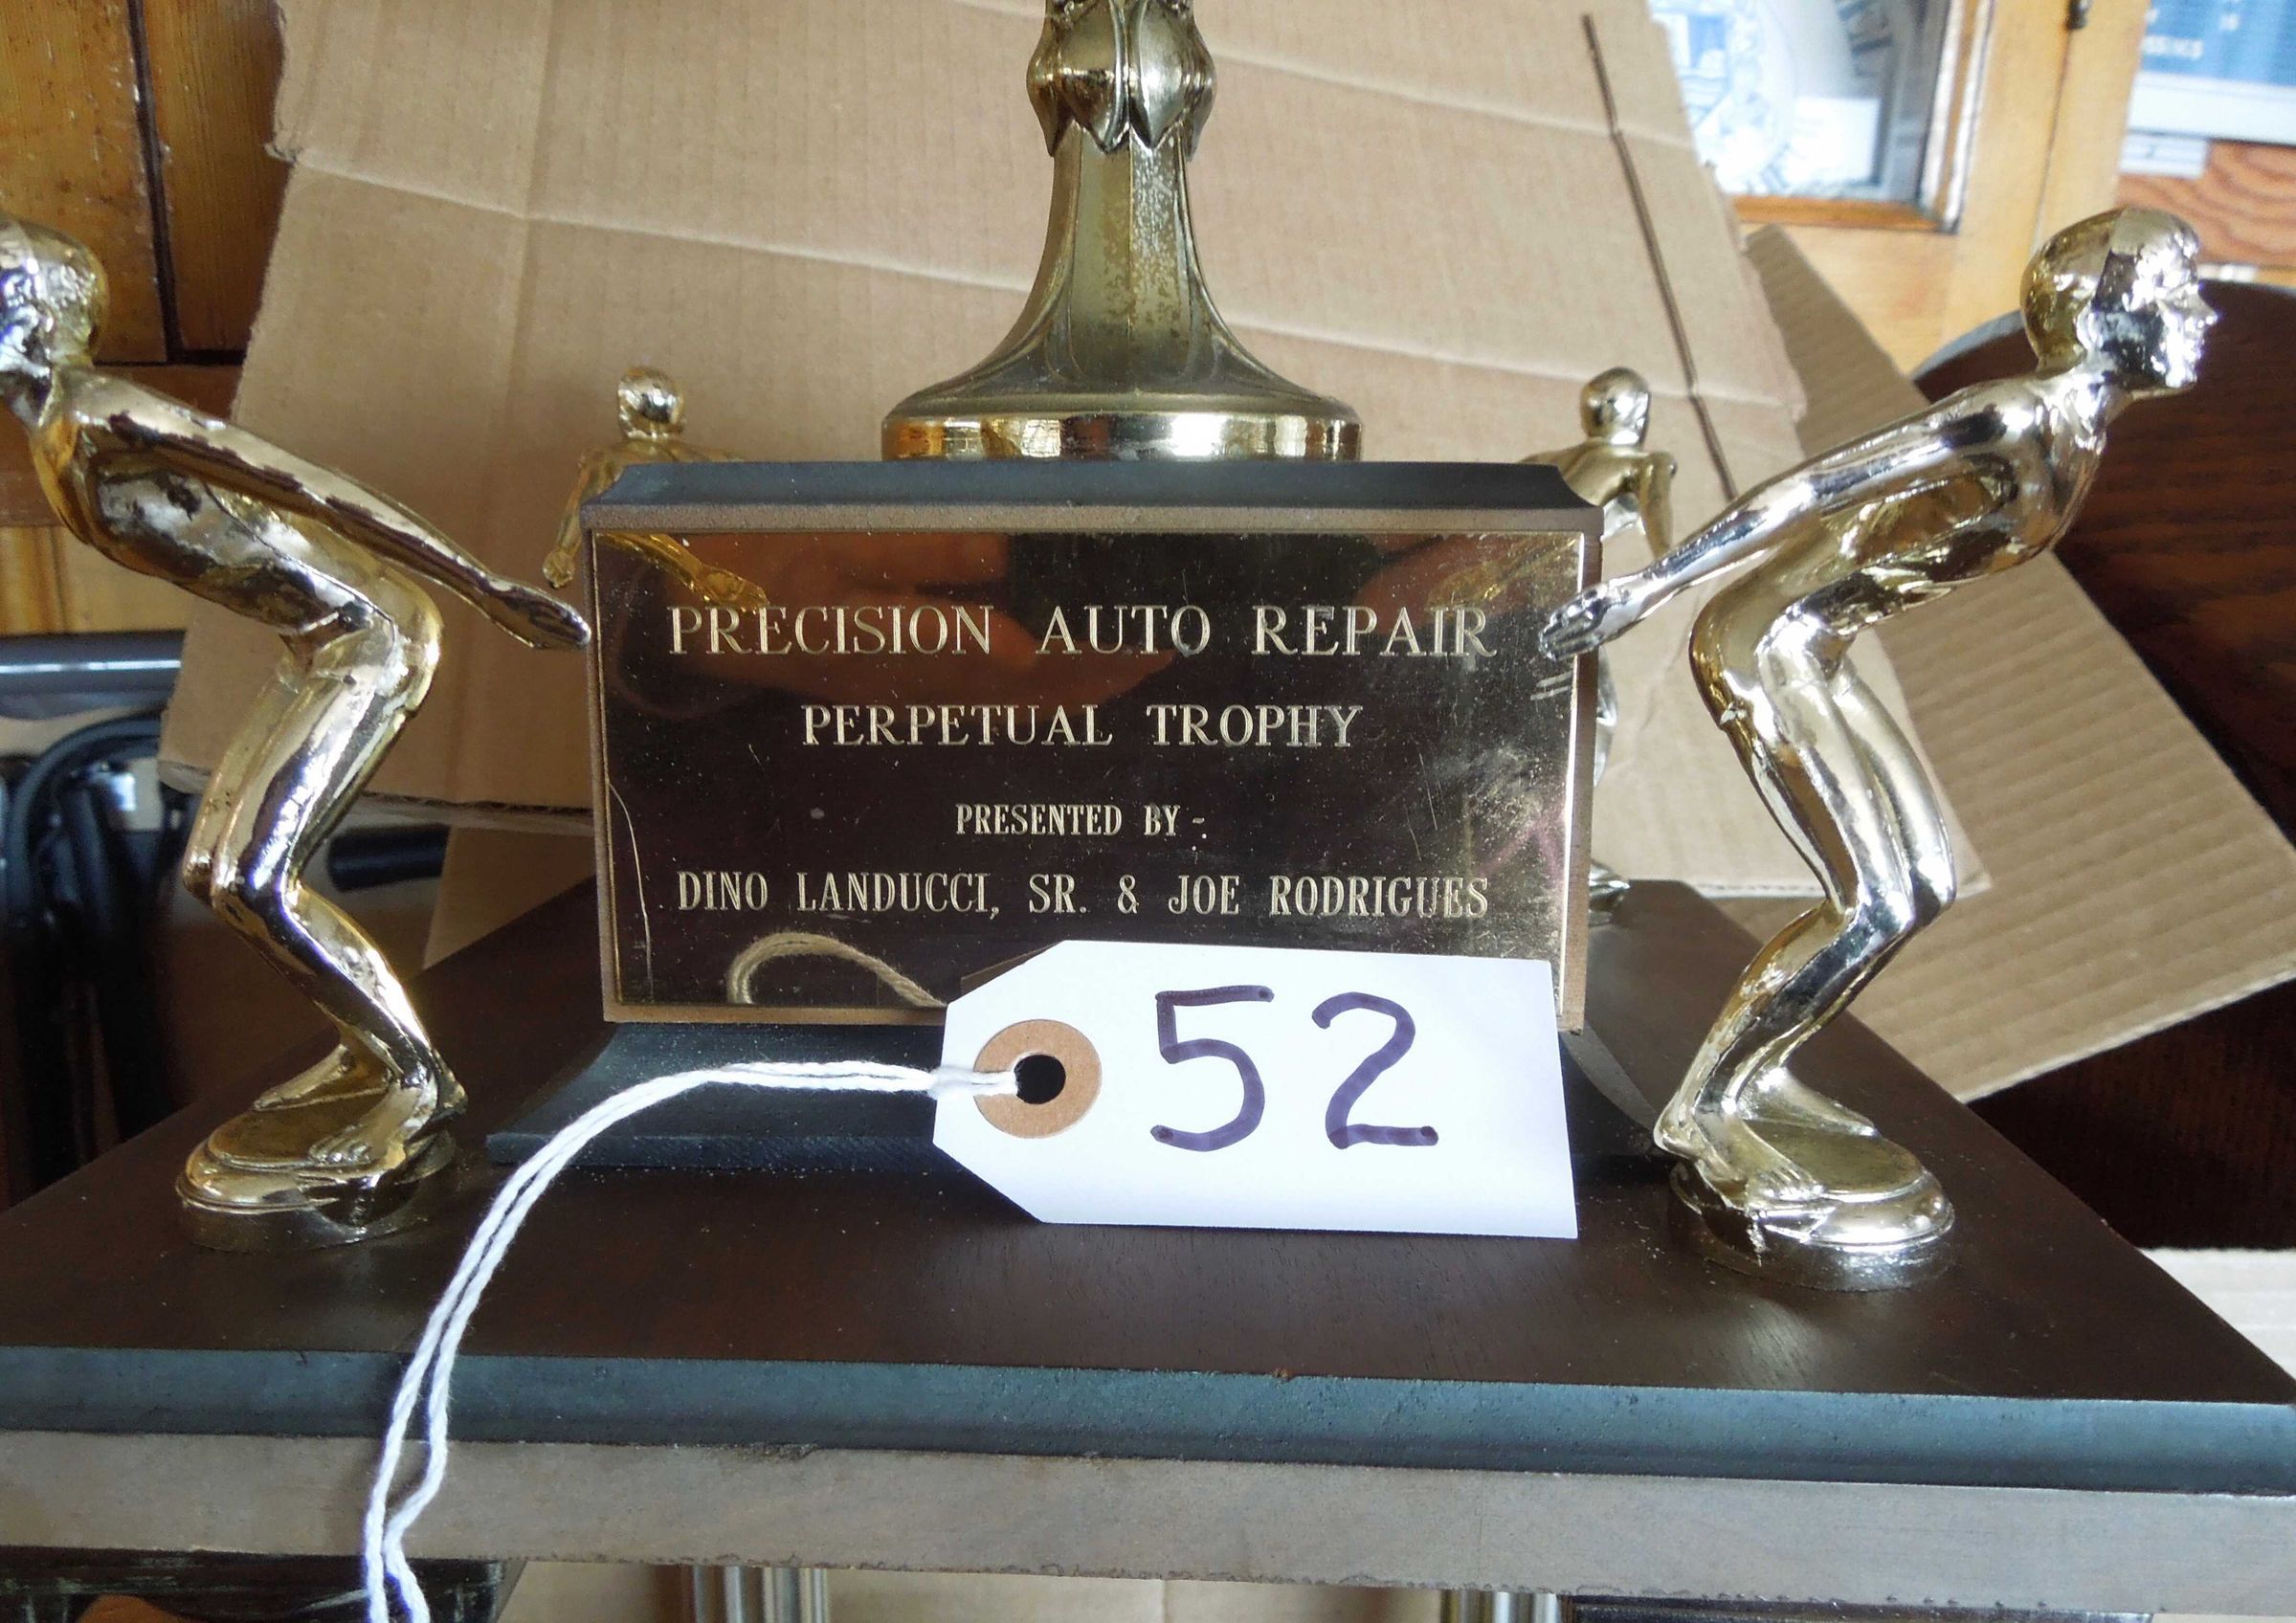 PRECISION AUTO REPAIR
PERPETUAL TROPHY
PRESENTED BY -
DINO LANDUCCI, SR. & JOE RODRIGUES
52